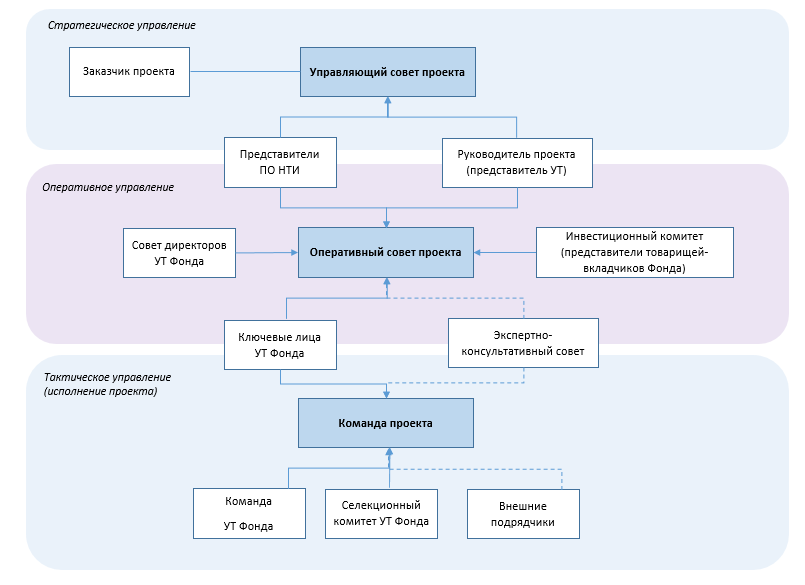 Стратегическое управление
Заказчик проекта
Управляющий совет проекта
Представители
ПО НТИ
Руководитель проекта
(представитель УТ)
Оперативное управление
Совет директоров
УТ Фонда
Оперативный совет проекта
Инвестиционный комитет
(представители товарищей-
вкладчиков Фонда)
Ключевые лица
УТ Фонда
Экспертно-
консультативный совет
Тактическое управление
(исполнение проекта)
Команда проекта
Команда
УТ Фонда
Селекционный
комитет УТ Фонда
Внешние
подрядчики